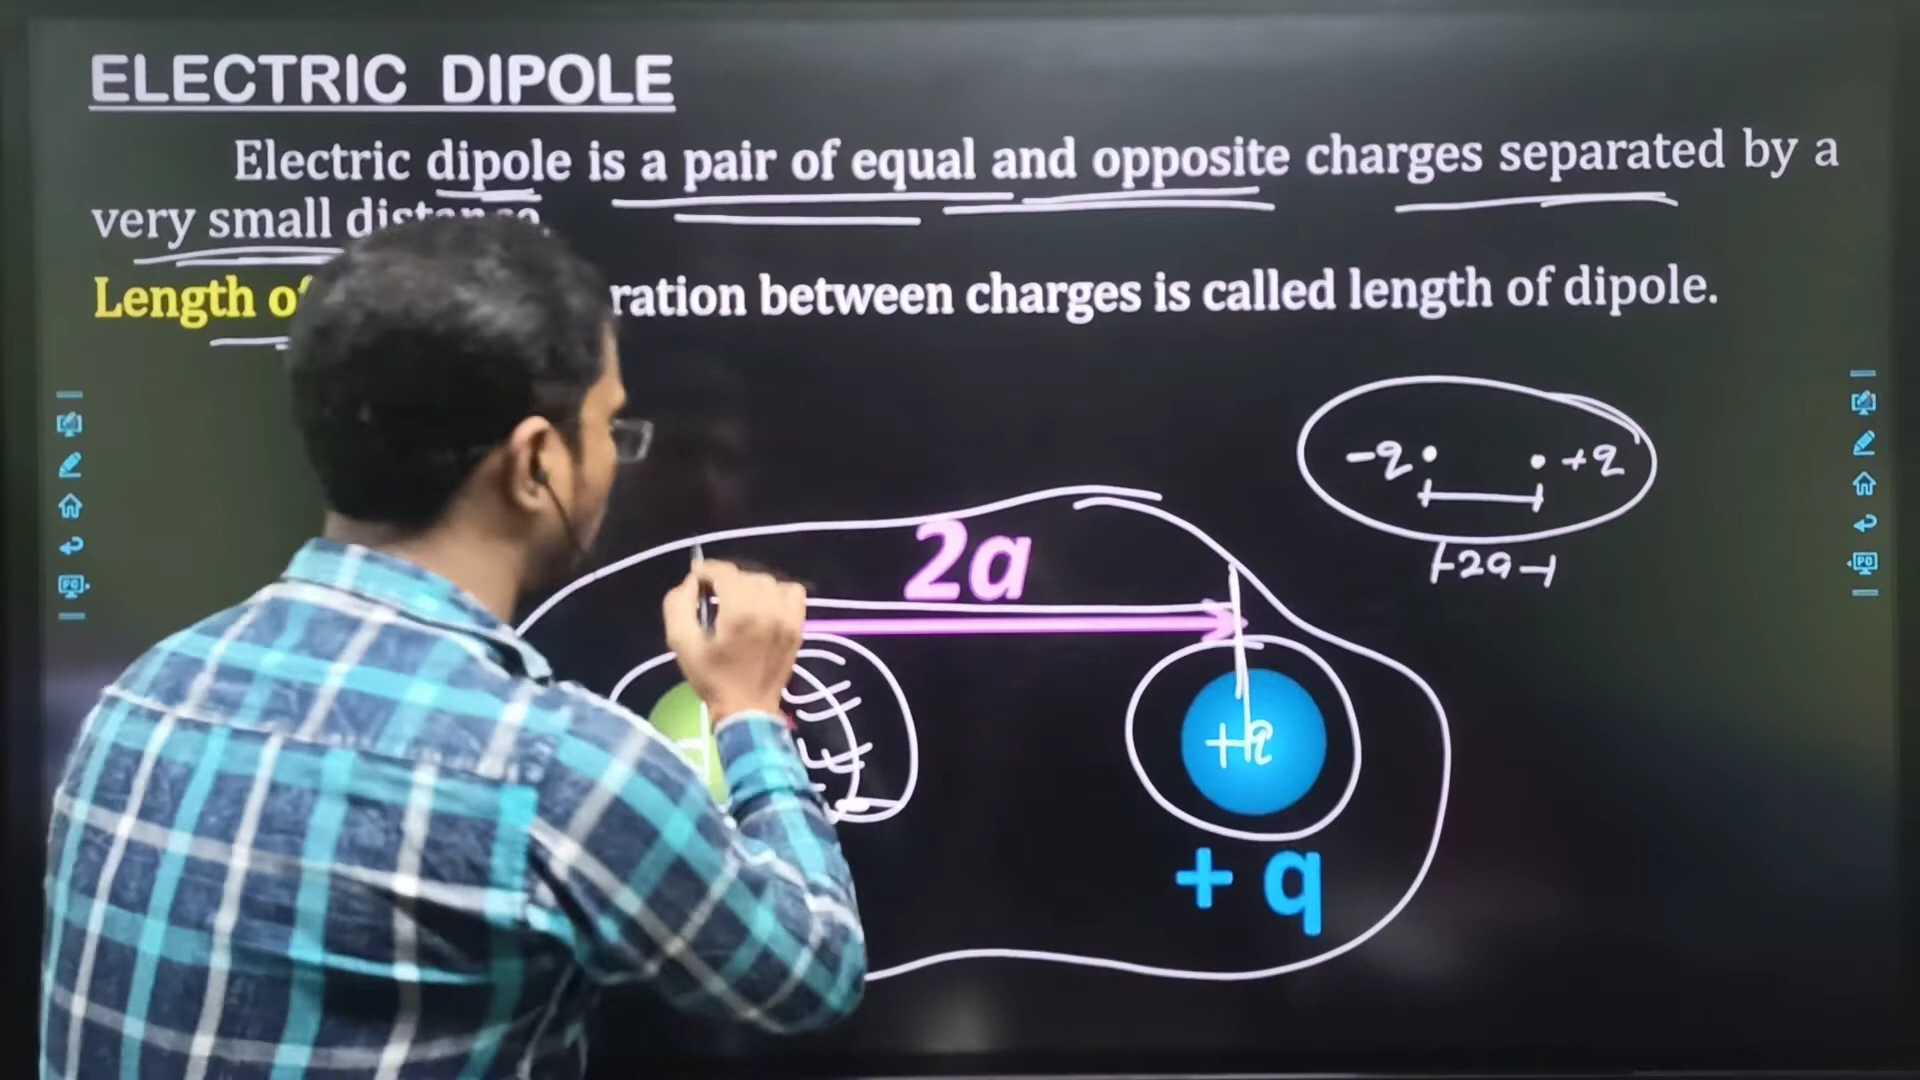 ELECTRIC DIPOLE
Electric dipole is a pair of equal and opposite charges separated by a
very small distance.
Length of ration between charges is called length of dipole.
-q +q
2a
2a
+q
+ q